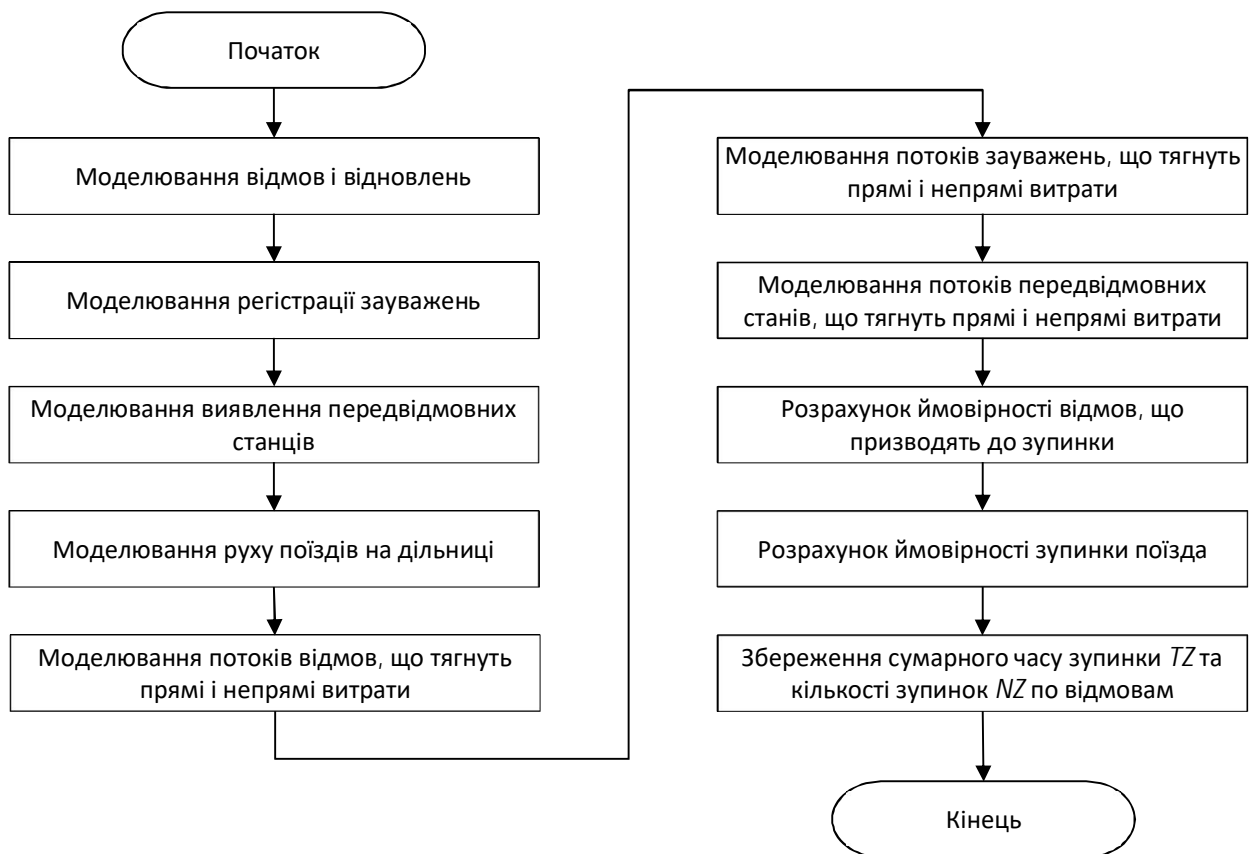 Початок
Моделювання відмов і відновлень
Моделювання регістрації зауважень
Моделювання виявлення передвідмовних
станців
Моделювання руху поїздів на дільниці
Моделювання потоків відмов, що тягнуть
прямі і непрямі витрати
Моделювання потоків зауважень, що тягнуть
прямі і непрямі витрати
Моделювання потоків передвідмовних
станів, що тягнуть прямі і непрямі витрати
Розрахунок ймовірності відмов, що
призводять до зупинки
Розрахунок ймовірності зупинки поїзда
Збереження сумарного часу зупинки TZ та
кількості зупинок NZ по відмовам
Кінець